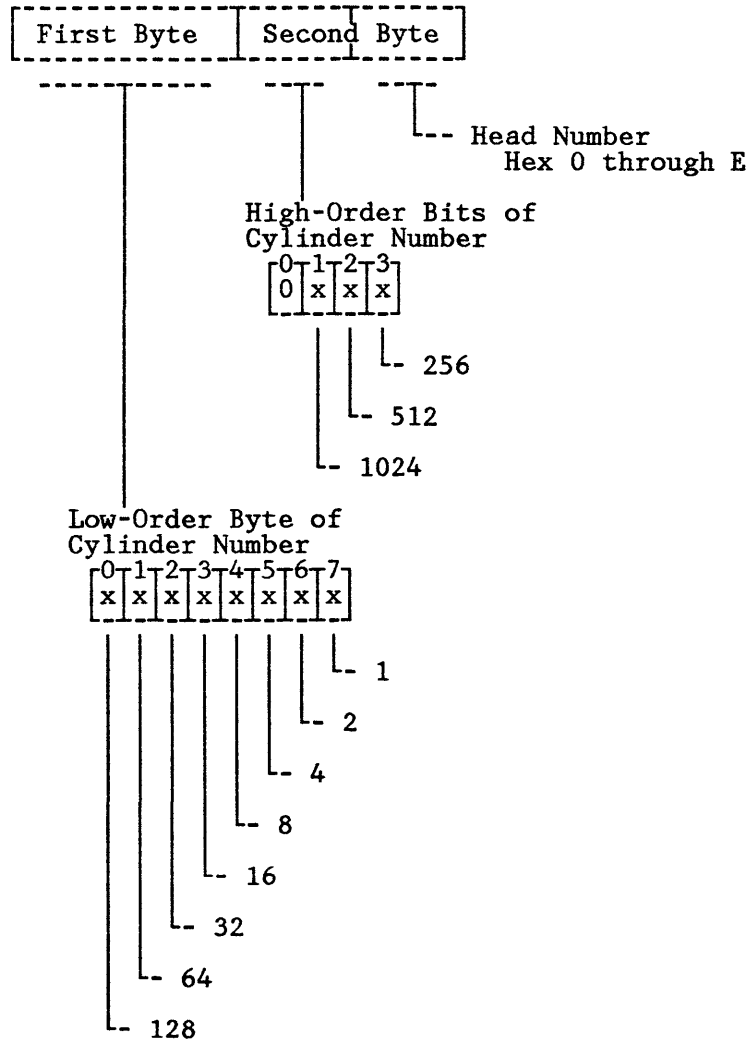 First Byte Second Byte
Head Number
Hex 0 through E
High-Order Bits of
Cylinder Number
0 1 2 3
0 x x x
256
512
1024
Low-Order Byte of
Cylinder Number
0 1 2 3 4 5 6 7
x x x x x x x x
1
2
4
8
16
32
64
128